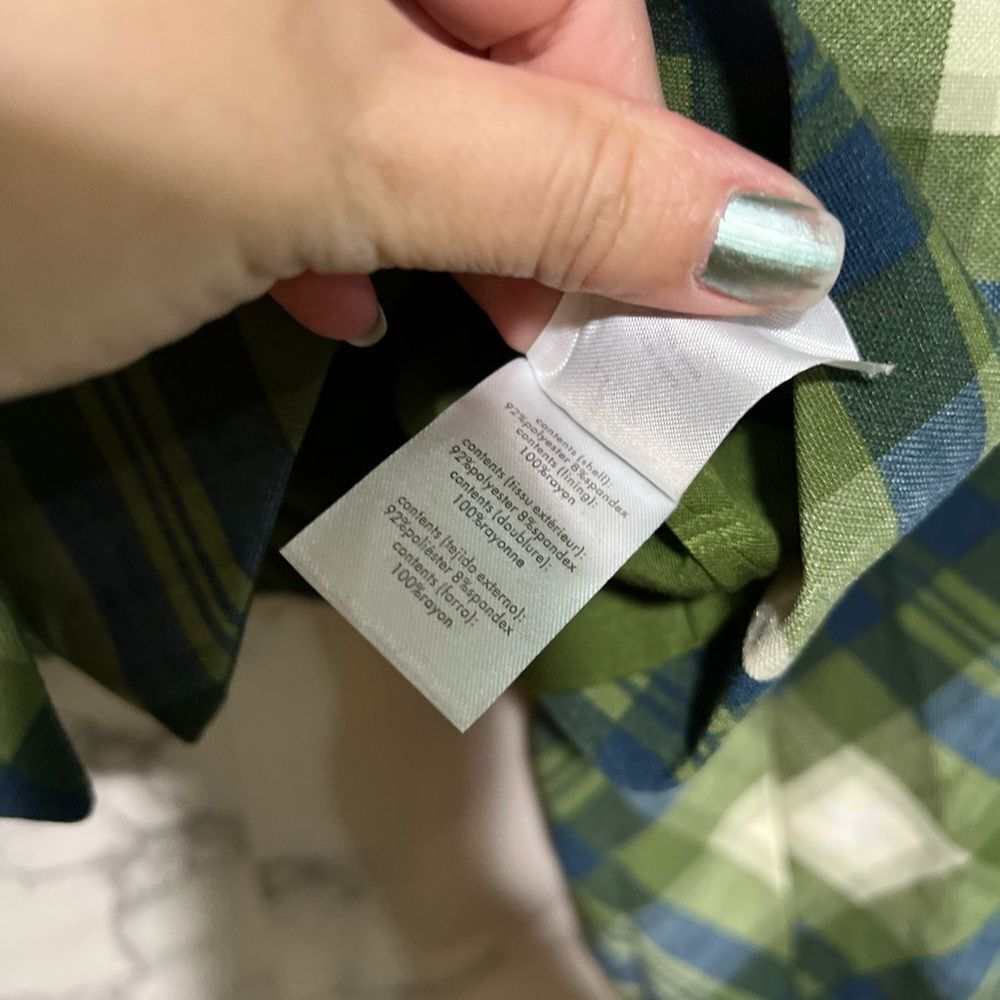 contents (shell):
92%polyester 8%spandex
contents (lining):
100%rayon
contents (tissu extérieur):
92%polyester 8%spandex
contents (doublure):
100%rayonne
contents (tejido externo):
92%poliéster 8%spandex
contents (forro):
100%rayon